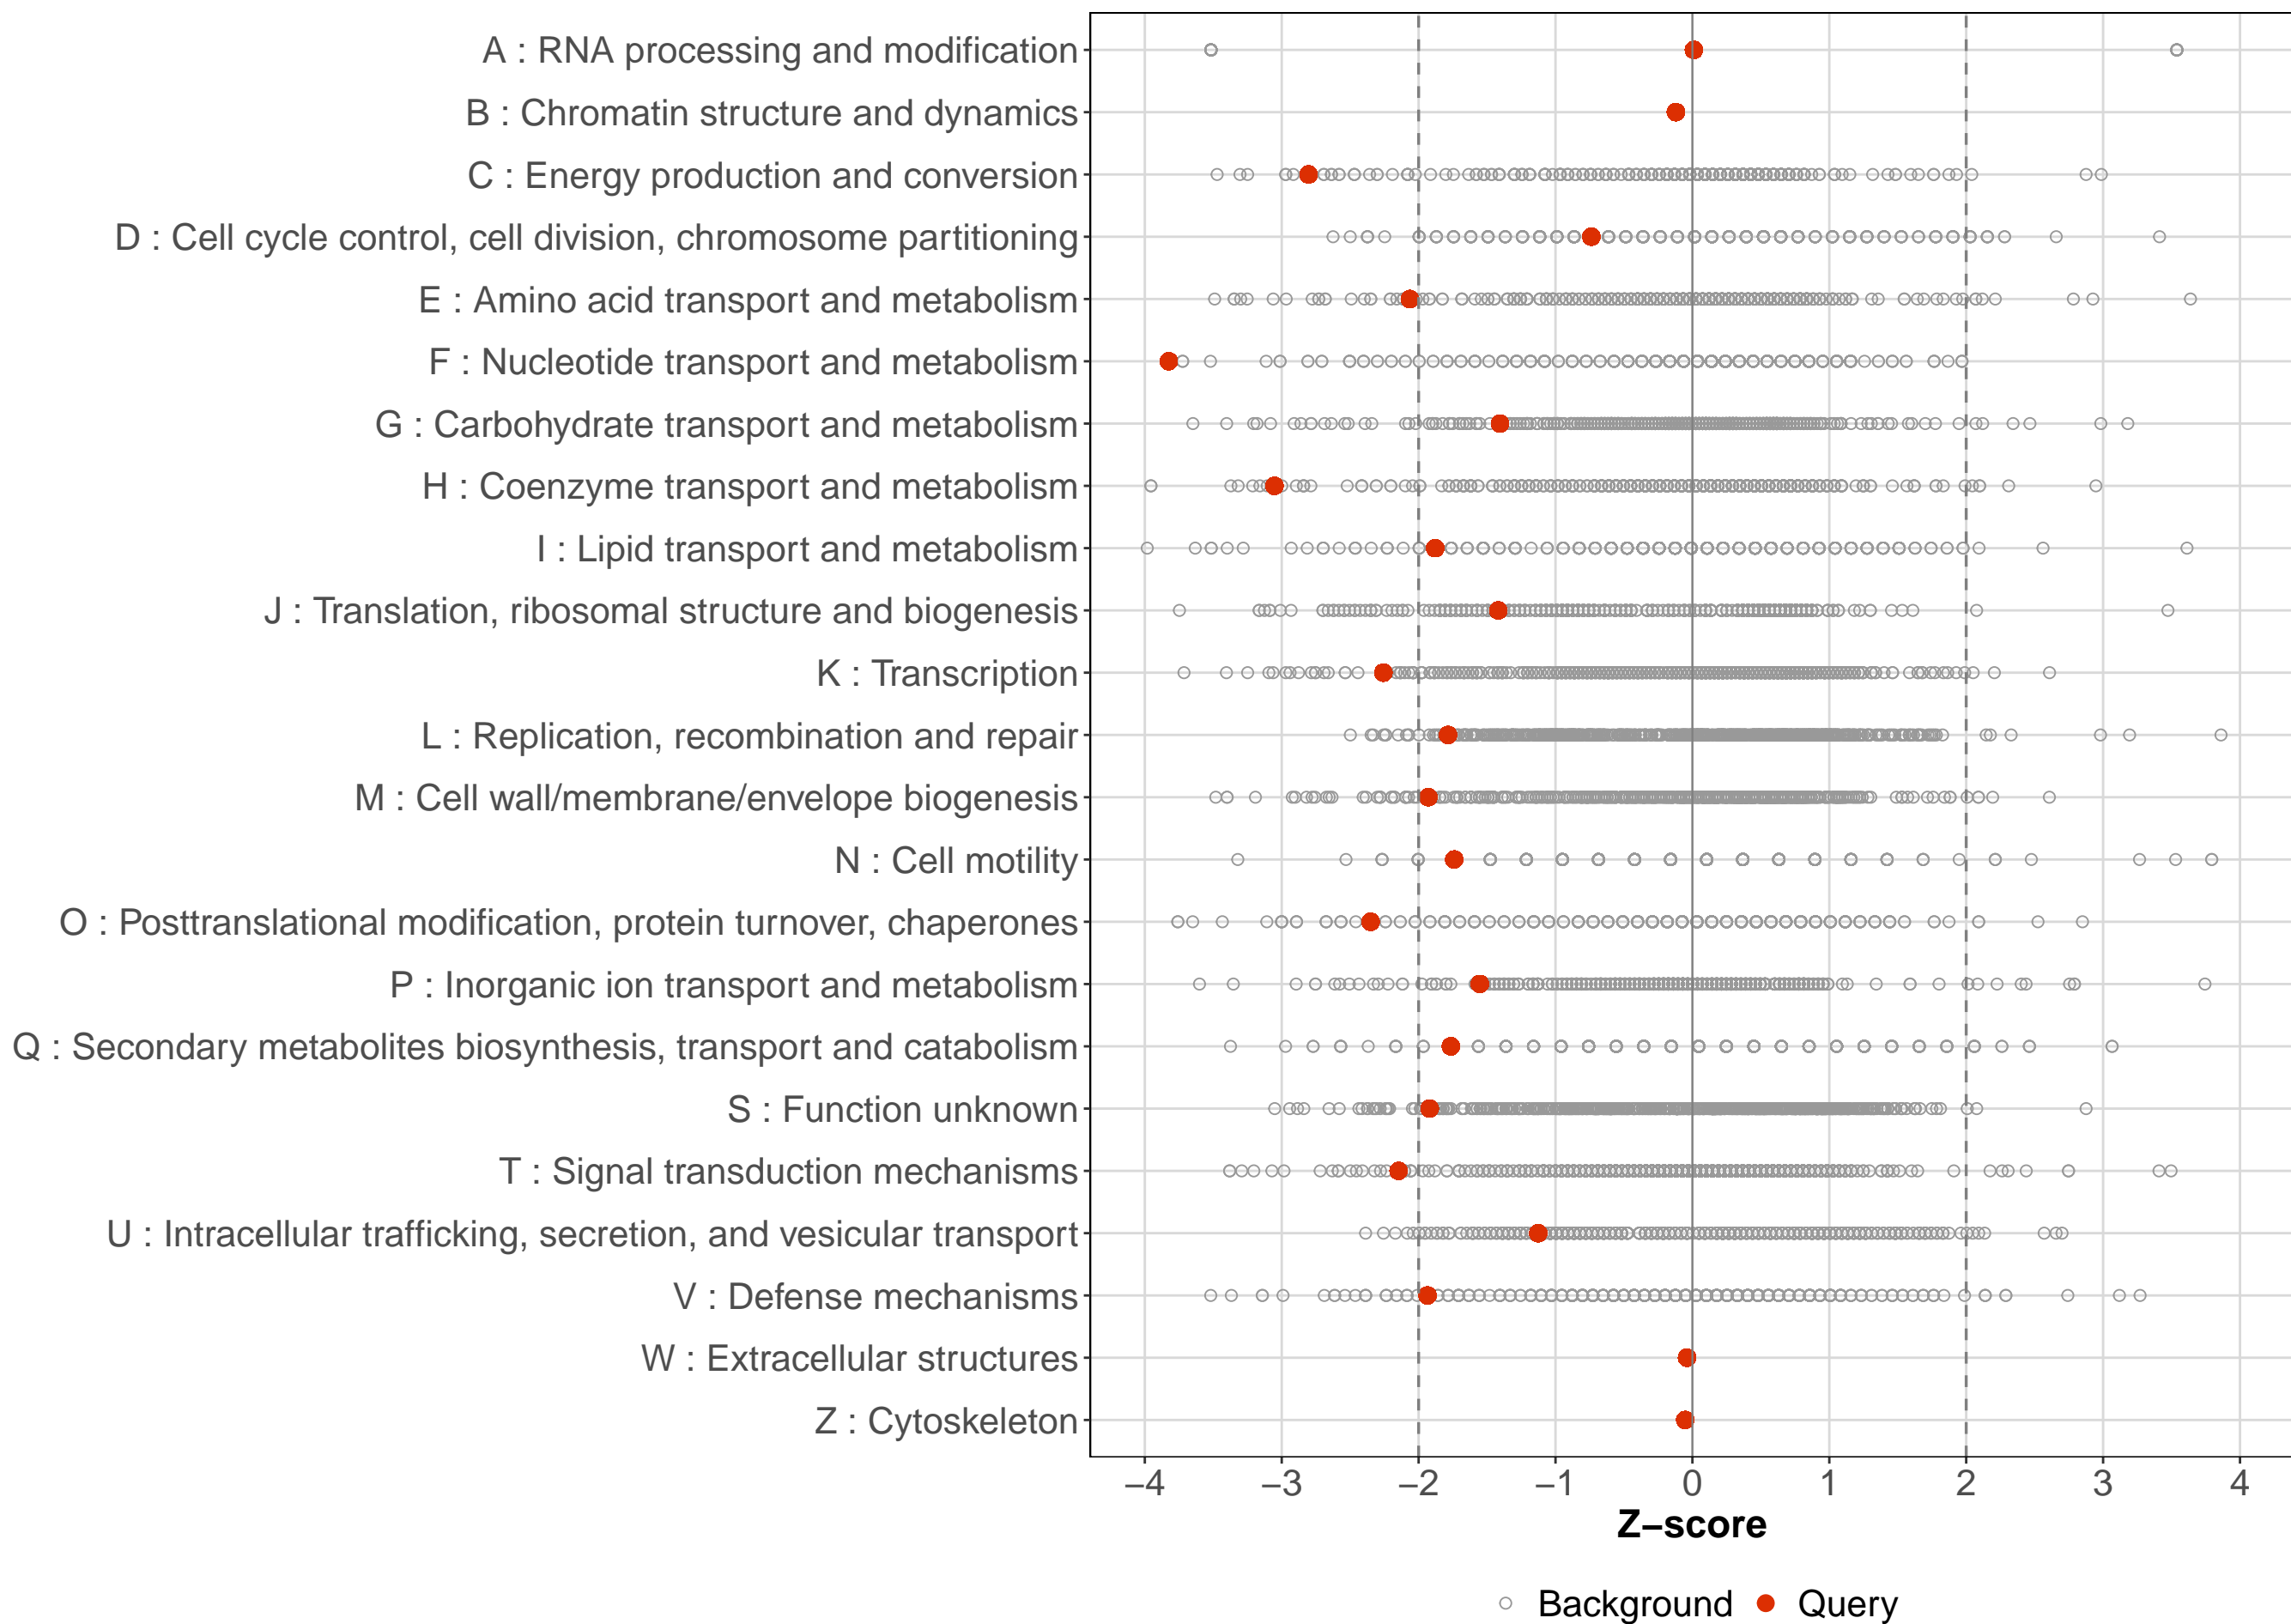 A : RNA processing and modification
B : Chromatin structure and dynamics
C : Energy production and conversion
D : Cell cycle control, cell division, chromosome partitioning
E : Amino acid transport and metabolism
F : Nucleotide transport and metabolism
G : Carbohydrate transport and metabolism
H : Coenzyme transport and metabolism
I : Lipid transport and metabolism
J : Translation, ribosomal structure and biogenesis
K : Transcription
L : Replication, recombination and repair
M : Cell wall/membrane/envelope biogenesis
N : Cell motility
O : Posttranslational modification, protein turnover, chaperones
P : Inorganic ion transport and metabolism
Q : Secondary metabolites biosynthesis, transport and catabolism
S : Function unknown
T : Signal transduction mechanisms
U : Intracellular trafficking, secretion, and vesicular transport
V : Defense mechanisms
W : Extracellular structures
Z : Cytoskeleton
−4 −3 −2 −1 0 1 2 3 4
Z−score
Background Query